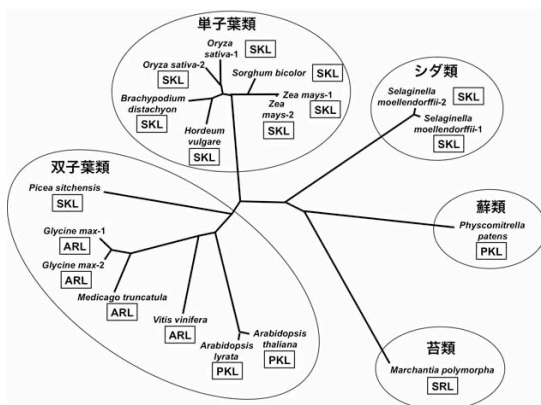 単子葉類
Oryza
sativa-1
SKL
Oryza sativa-2
SKL
Sorghum bicolor
SKL
Brachypodium
distachyon
SKL
Zea mays-1
SKL
Zea
mays-2
SKL
Hordeum
vulgare
SKL
シダ類
Selaginella
moellendorffii-2
SKL
Selaginella
moellendorffii-1
SKL
双子葉類
Picea sitchensis
SKL
Glycine max-1
ARL
Glycine max-2
ARL
Medicago truncatula
ARL
Vitis vinifera
ARL
Arabidopsis
lyrata
PKL
Arabidopsis
thaliana
PKL
蘚類
Physcomitrella
patens
PKL
苔類
Marchantia polymorpha
SRL